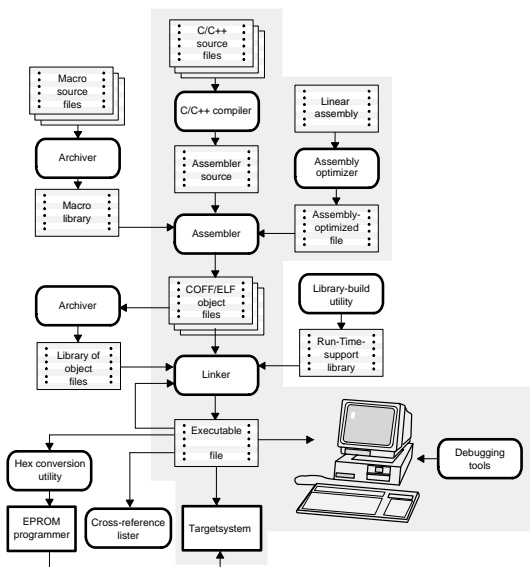 C/C++
source
files
Macro
source
files
C/C++ compiler
Linear
assembly
Archiver
Assembler
source
Assembly
optimizer
Macro
library
Assembly-
optimized
file
Assembler
COFF/ELF
object
files
Archiver
Library-build
utility
Library of
object
files
Linker
Run-Time-
support
library
Executable
file
Debugging
tools
Hex conversion
utility
EPROM
programmer
Cross-reference
lister
Targetsystem